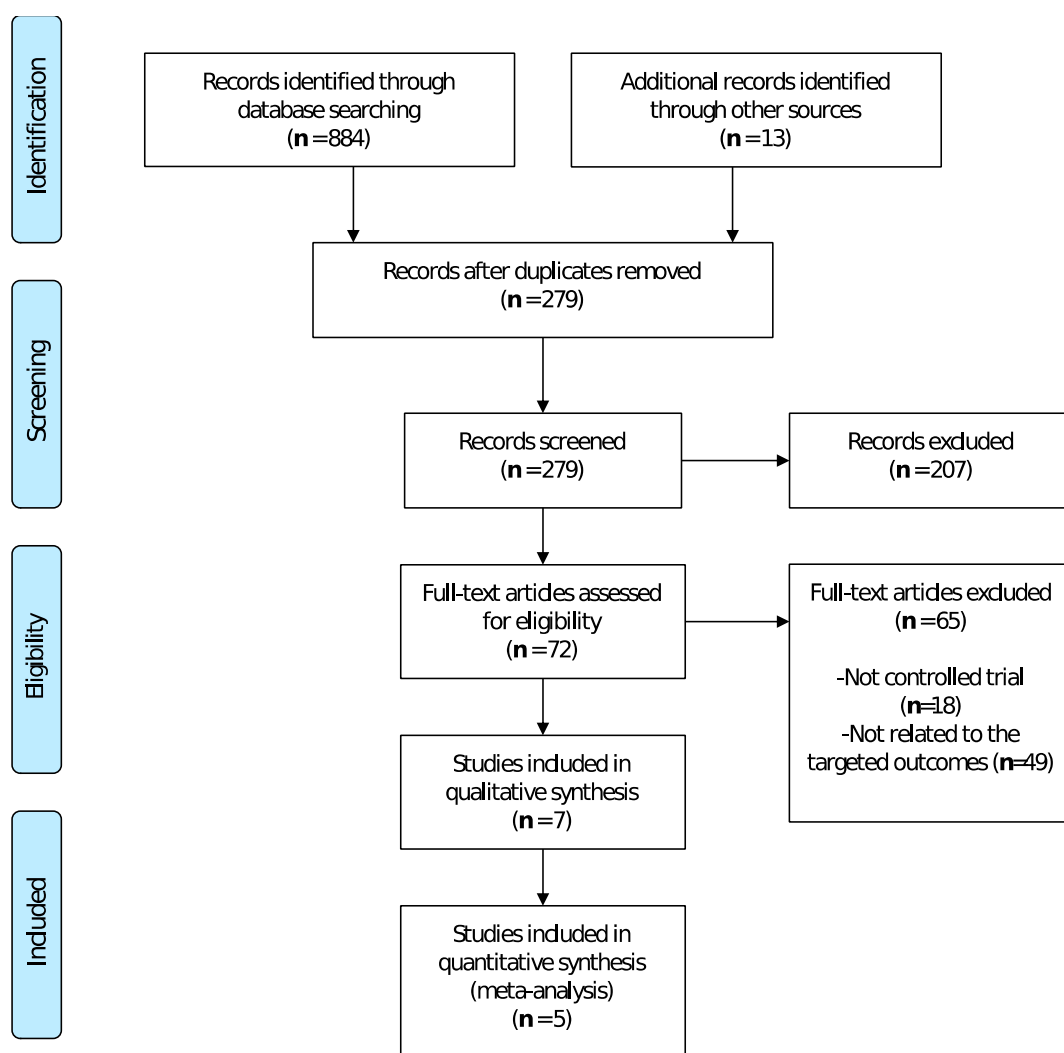 Identification
Records identified through
database searching
(n = 884)
Additional records identified
through other sources
(n = 13)
Records after duplicates removed
(n = 279)
Screening
Records screened
(n = 279)
Records excluded
(n = 207)
Eligibility
Full-text articles assessed
for eligibility
(n = 72)
Full-text articles excluded
(n = 65)
-Not controlled trial
(n=18)
-Not related to the
targeted outcomes (n=49)
Studies included in
qualitative synthesis
(n = 7)
Included
Studies included in
quantitative synthesis
(meta-analysis)
(n = 5)